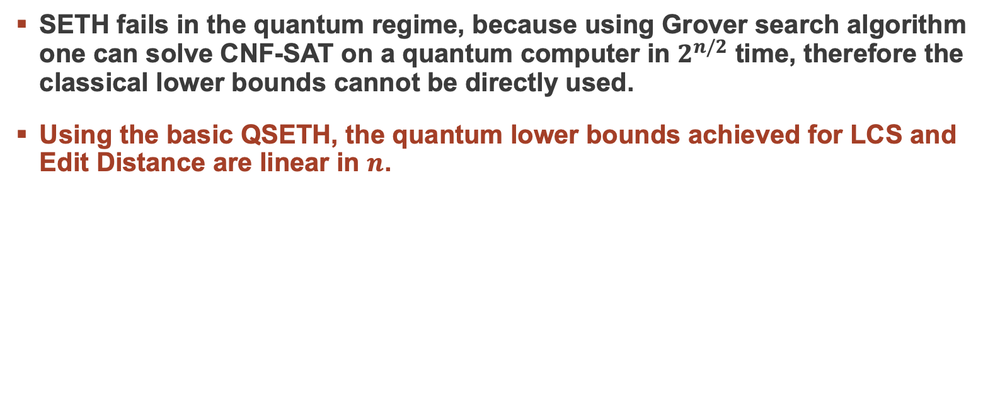 ▪ SETH fails in the quantum regime, because using Grover search algorithm
one can solve CNF-SAT on a quantum computer in $2^{n/2}$ time, therefore the
classical lower bounds cannot be directly used.
▪ Using the basic QSETH, the quantum lower bounds achieved for LCS and
Edit Distance are linear in $n$.